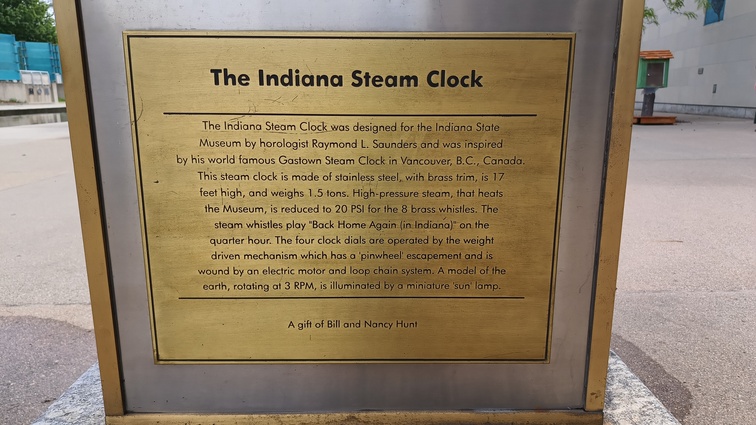 The Indiana Steam Clock
The Indiana Steam Clock was designed for the Indiana State
Museum by horologist Raymond L. Saunders and was inspired
by his world famous Gastown Steam Clock in Vancouver, B.C., Canada.
This steam clock is made of stainless steel, with brass trim, is 17
feet high, and weighs 1.5 tons. High-pressure steam, that heats
the Museum, is reduced to 20 PSI for the 8 brass whistles. The
steam whistles play "Back Home Again (in Indiana)" on the
quarter hour. The four clock dials are operated by the weight
driven mechanism which has a 'pinwheel' escapement and is
wound by an electric motor and loop chain system. A model of the
earth, rotating at 3 RPM, is illuminated by a miniature 'sun' lamp.
A gift of Bill and Nancy Hunt